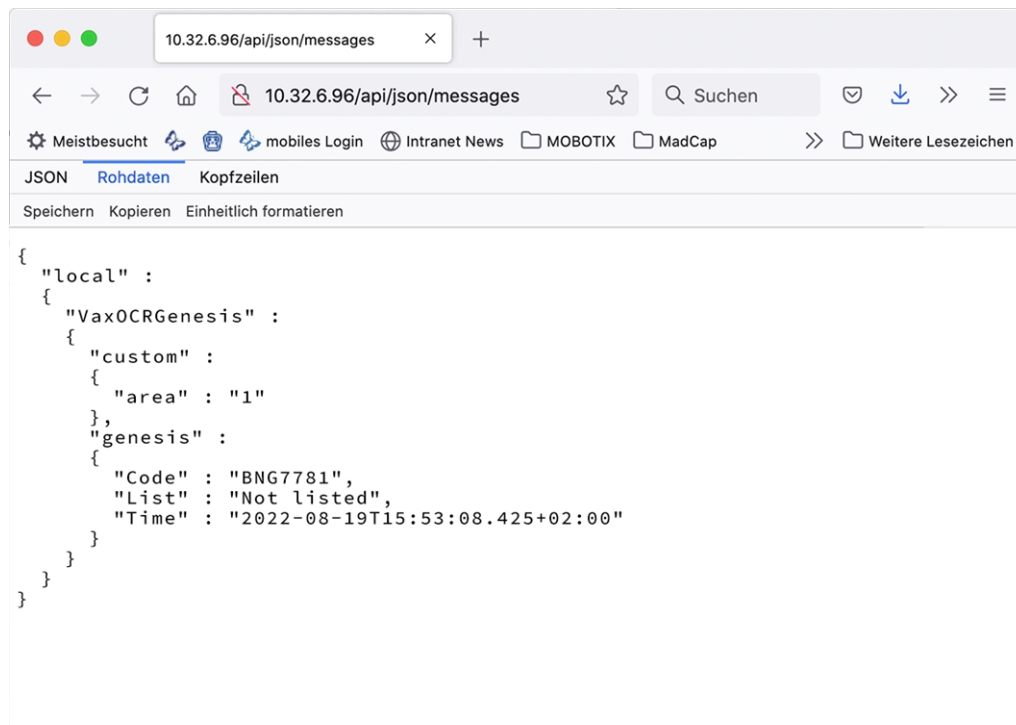 10.32.6.96/api/json/messages
10.32.6.96/api/json/messages Suchen
Meistbesucht mobiles Login Intranet News MOBOTIX MadCap Weitere Lesezeichen
JSON Rohdaten Kopfzeilen
Speichern Kopieren Einheitlich formatieren
{
"local" :
{
"VaxOCRGenesis" :
{
"custom" :
{
"area" : "1"
},
"genesis" :
{
"Code" : "BNG7781",
"List" : "Not listed",
"Time" : "2022-08-19T15:53:08.425+02:00"
}
}
}
}